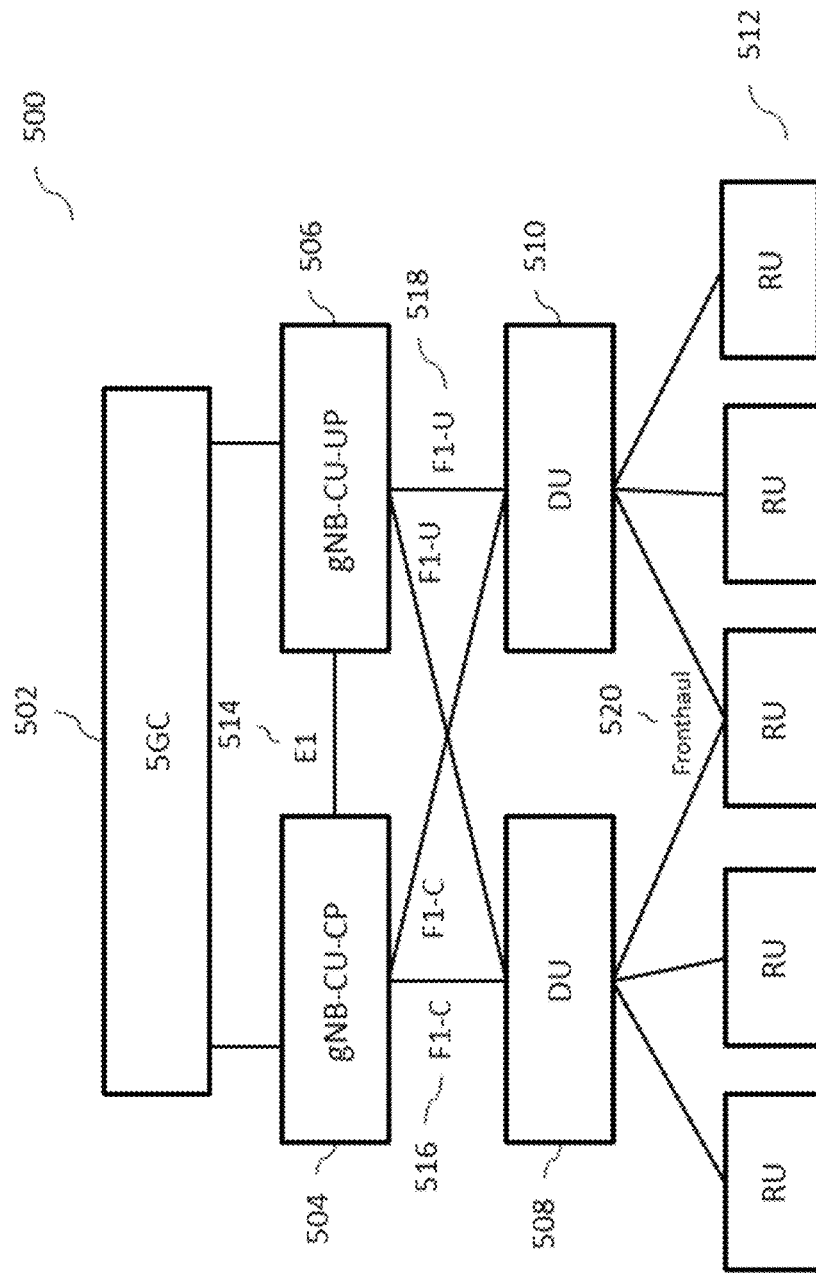 500
502
5GC
514
E1
504
gNB-CU-CP
506
gNB-CU-UP
516
F1-C
F1-C
F1-U
F1-U
518
508
DU
510
DU
520
Fronthaul
512
RU
RU
RU
RU
RU